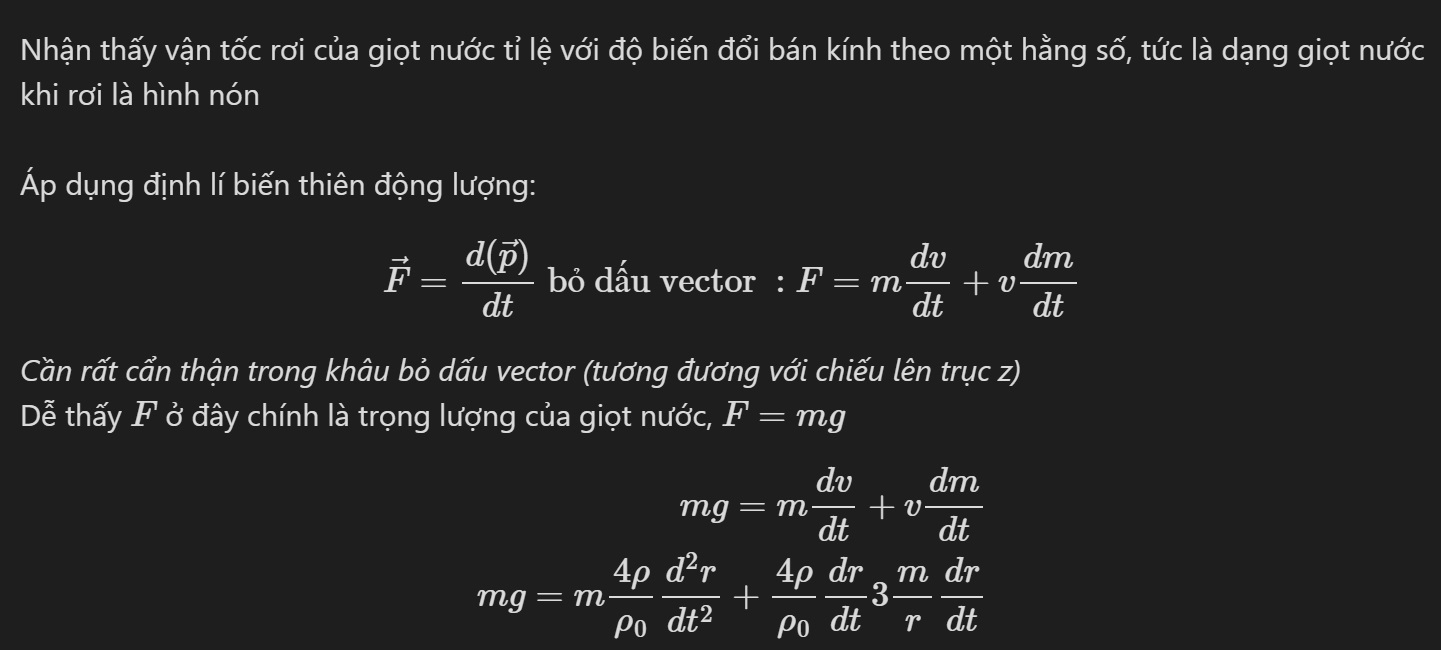 Nhận thấy vận tốc rơi của giọt nước tỉ lệ với độ biến đổi bán kính theo một hằng số, tức là dạng giọt nước
khi rơi là hình nón
Áp dụng định lí biến thiên động lượng:
$\vec{F} = \frac{d(\vec{p})}{dt}$ bỏ dấu vector : $F = m\frac{dv}{dt} + v\frac{dm}{dt}$
Cần rất cẩn thận trong khâu bỏ dấu vector (tương đương với chiếu lên trục z)
Dễ thấy $F$ ở đây chính là trọng lượng của giọt nước, $F = mg$
$mg = m\frac{dv}{dt} + v\frac{dm}{dt}$
$mg = m\frac{4\rho}{\rho_0}\frac{d^2r}{dt^2} + \frac{4\rho}{\rho_0}\frac{dr}{dt}3\frac{m}{r}\frac{dr}{dt}$